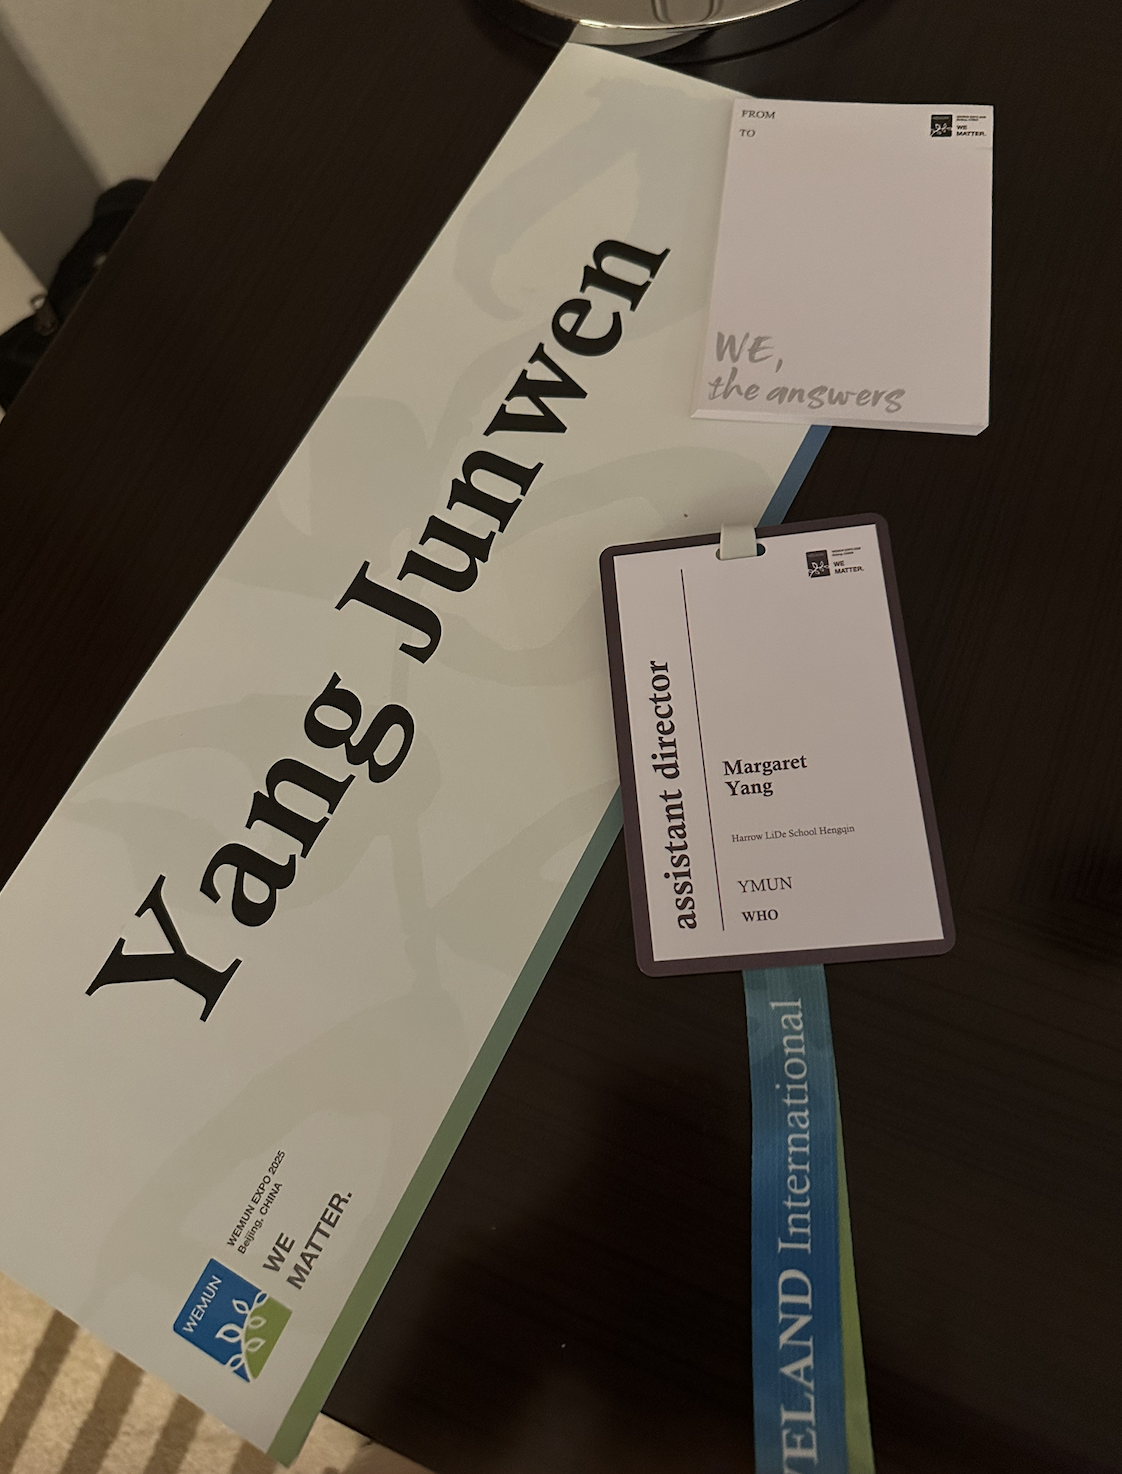 Yang Junwen
WEMUN
WEMUN EXPO 2025
Beijing, CHINA
WE
MATTER.
FROM
TO
WE
MATTER.
WE,
the answers
assistant director
WE
MATTER.
Margaret
Yang
Harrow LiDe School Hengqin
YMUN
WHO
ELAND International